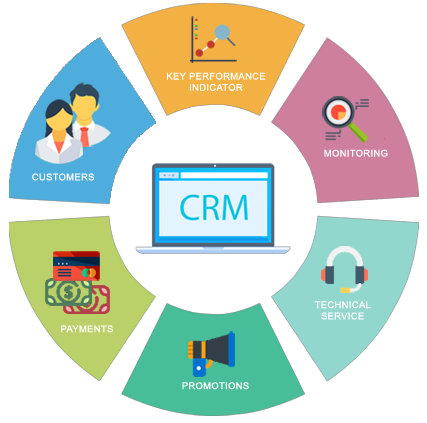 KEY PERFORMANCE
INDICATOR
MONITORING
TECHNICAL
SERVICE
PROMOTIONS
PAYMENTS
CUSTOMERS
CRM